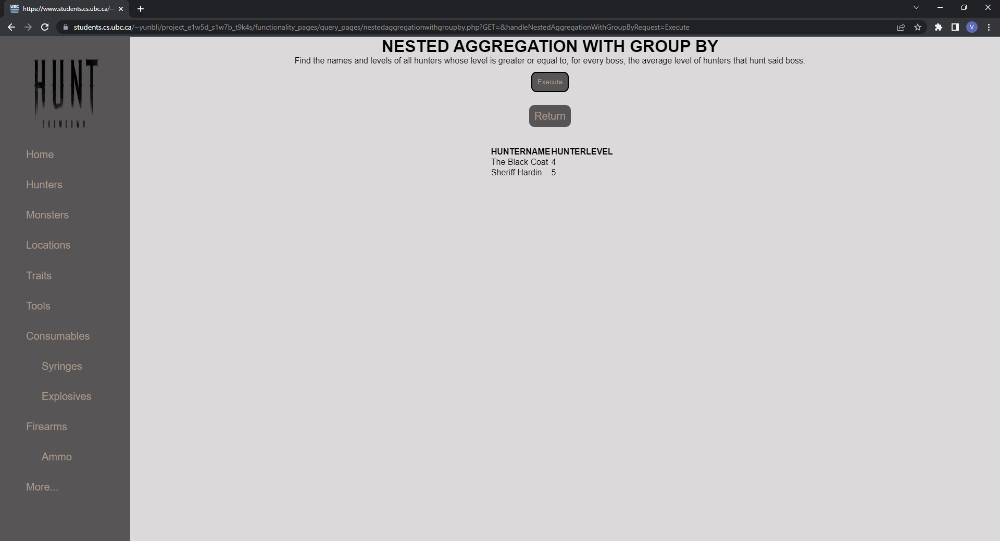 https://www.students.cs.ubc.ca/~
students.cs.ubc.ca/~yunbli/project_e1w5d_s1w7b_t9k4s/functionality_pages/query_pages/nestedaggregationwithgroupby.php?GET=&handleNestedAggregationWithGroupByRequest=Execute
V
HUNT
SHOWDOWN
Home
Hunters
Monsters
Locations
Traits
Tools
Consumables
Syringes
Explosives
Firearms
Ammo
More...
NESTED AGGREGATION WITH GROUP BY
Find the names and levels of all hunters whose level is greater or equal to, for every boss, the average level of hunters that hunt said boss:
Execute
Return
HUNTERNAME HUNTERLEVEL
The Black Coat 4
Sheriff Hardin 5